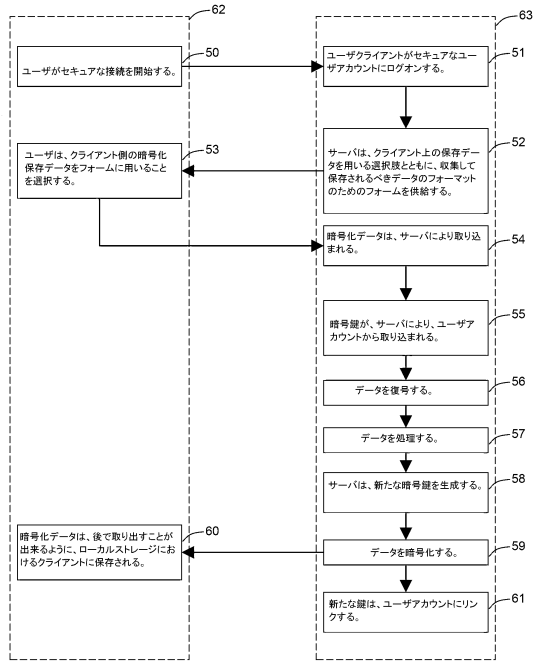 62
63
50
ユーザがセキュアな接続を開始する。
51
ユーザクライアントがセキュアなユー
ザアカウントにログオンする。
52
サーバは、クライアント上の保存デー
タを用いる選択肢とともに、収集して
保存されるべきデータのフォーマット
のためのフォームを供給する。
53
ユーザは、クライアント側の暗号化
保存データをフォームに用いること
を選択する。
54
暗号化データは、サーバにより取り込
まれる。
55
暗号鍵が、サーバにより、ユーザア
カウントから取り込まれる。
56
データを復号する。
57
データを処理する。
58
サーバは、新たな暗号鍵を生成する。
59
データを暗号化する。
60
暗号化データは、後で取り出すことが
出来るように、ローカルストレージにお
けるクライアントに保存される。
61
新たな鍵は、ユーザアカウントにリン
クする。